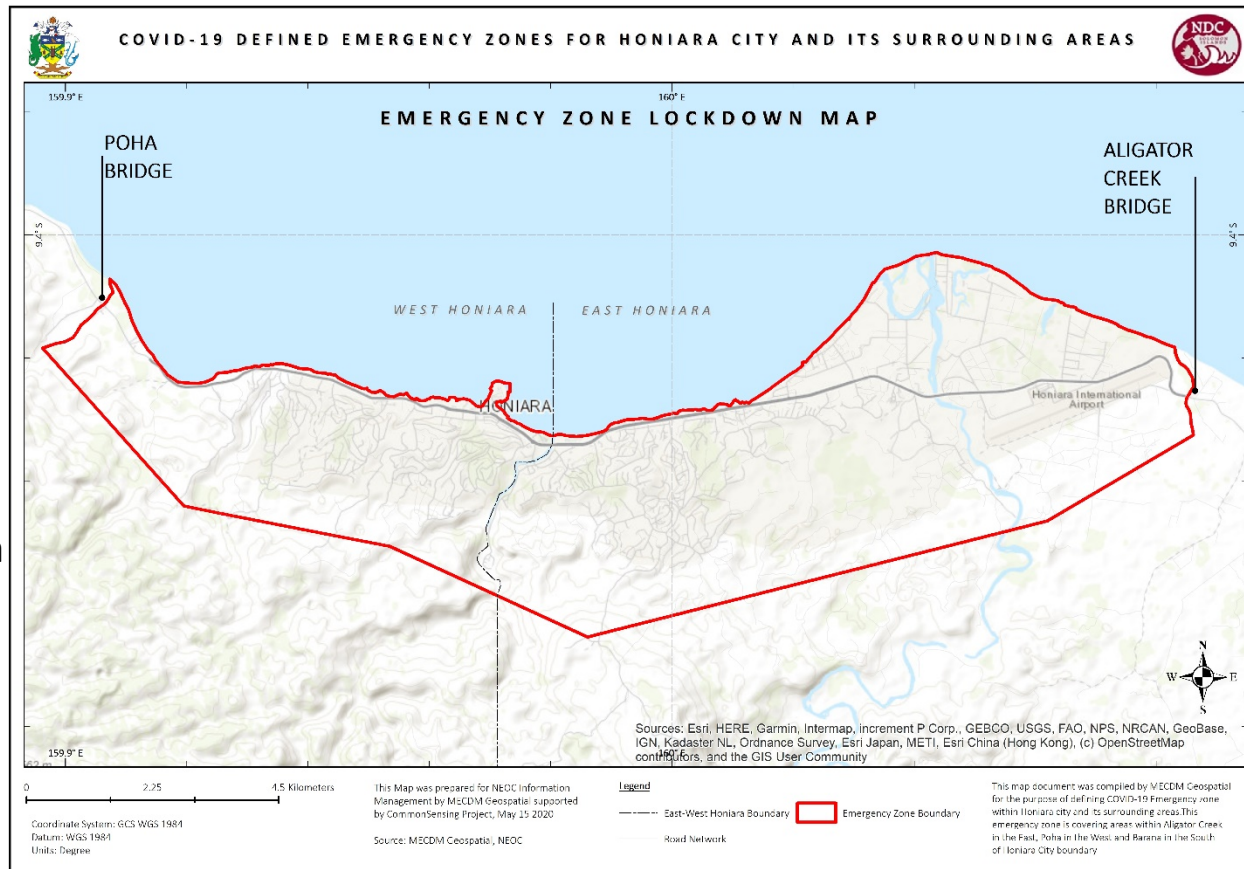 COVID-19 DEFINED EMERGENCY ZONES FOR HONIARA CITY AND ITS SURROUNDING AREAS
NDC
SOLOMON
ISLANDS
159.9° E
160° E
EMERGENCY ZONE LOCKDOWN MAP
POHA
BRIDGE
ALIGATOR
CREEK
BRIDGE
9.4° S
9.4° S
WEST HONIARA
EAST HONIARA
HONIARA
Honiara International
Airport
N
W
E
S
Sources: Esri, HERE, Garmin, Intermap, increment P Corp., GEBCO, USGS, FAO, NPS, NRCAN, GeoBase,
IGN, Kadaster NL, Ordnance Survey, Esri Japan, METI, Esri China (Hong Kong), (c) OpenStreetMap
contributors, and the GIS User Community
159.9° E
160° E
0 2.25 4.5 Kilometers
Coordinate System: GCS WGS 1984
Datum: WGS 1984
Units: Degree
This Map was prepared for NEOC Information
Management by MECDM Geospatial supported
by CommonSensing Project, May 15 2020
Source: MECDM Geospatial, NEOC
Legend
East-West Honiara Boundary
Emergency Zone Boundary
Road Network
This map document was compiled by MECDM Geospatial
for the purpose of defining COVID-19 Emergency zone
within Honiara city and its surrounding areas.This
emergency zone is covering areas within Aligator Creek
in the East, Poha in the West and Barana in the South
of Honiara City boundary